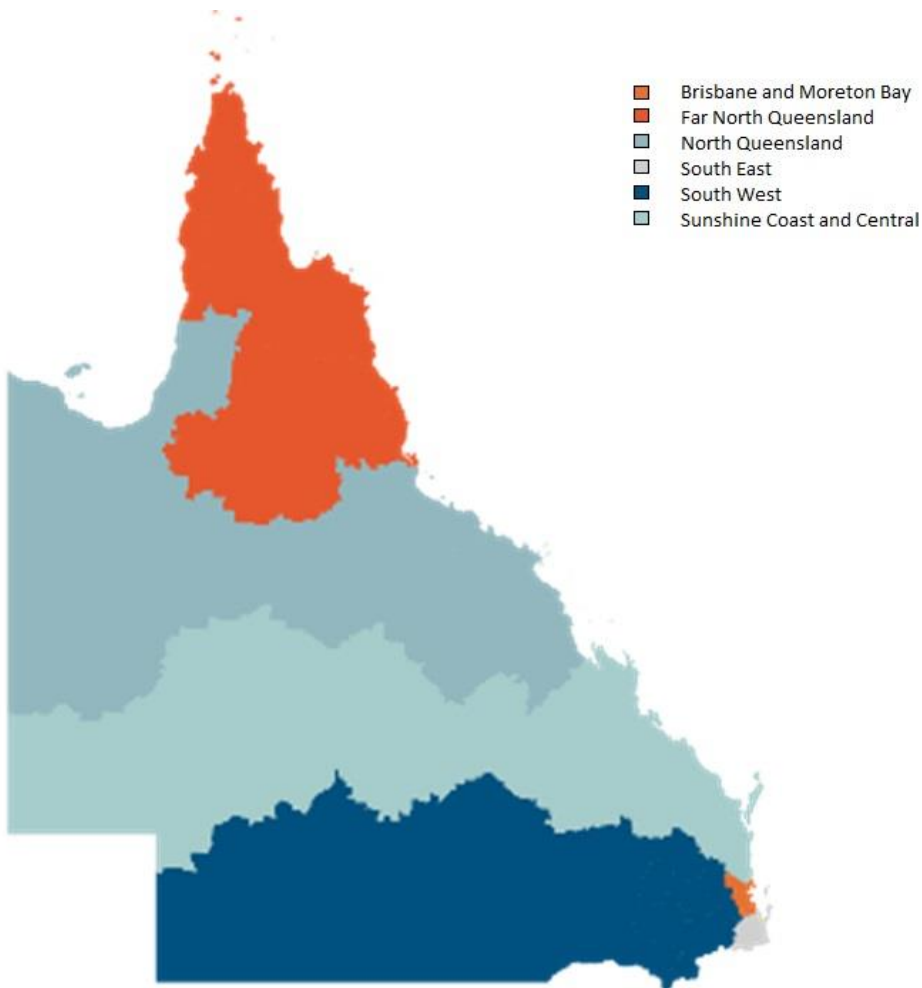 Brisbane and Moreton Bay
Far North Queensland
North Queensland
South East
South West
Sunshine Coast and Central